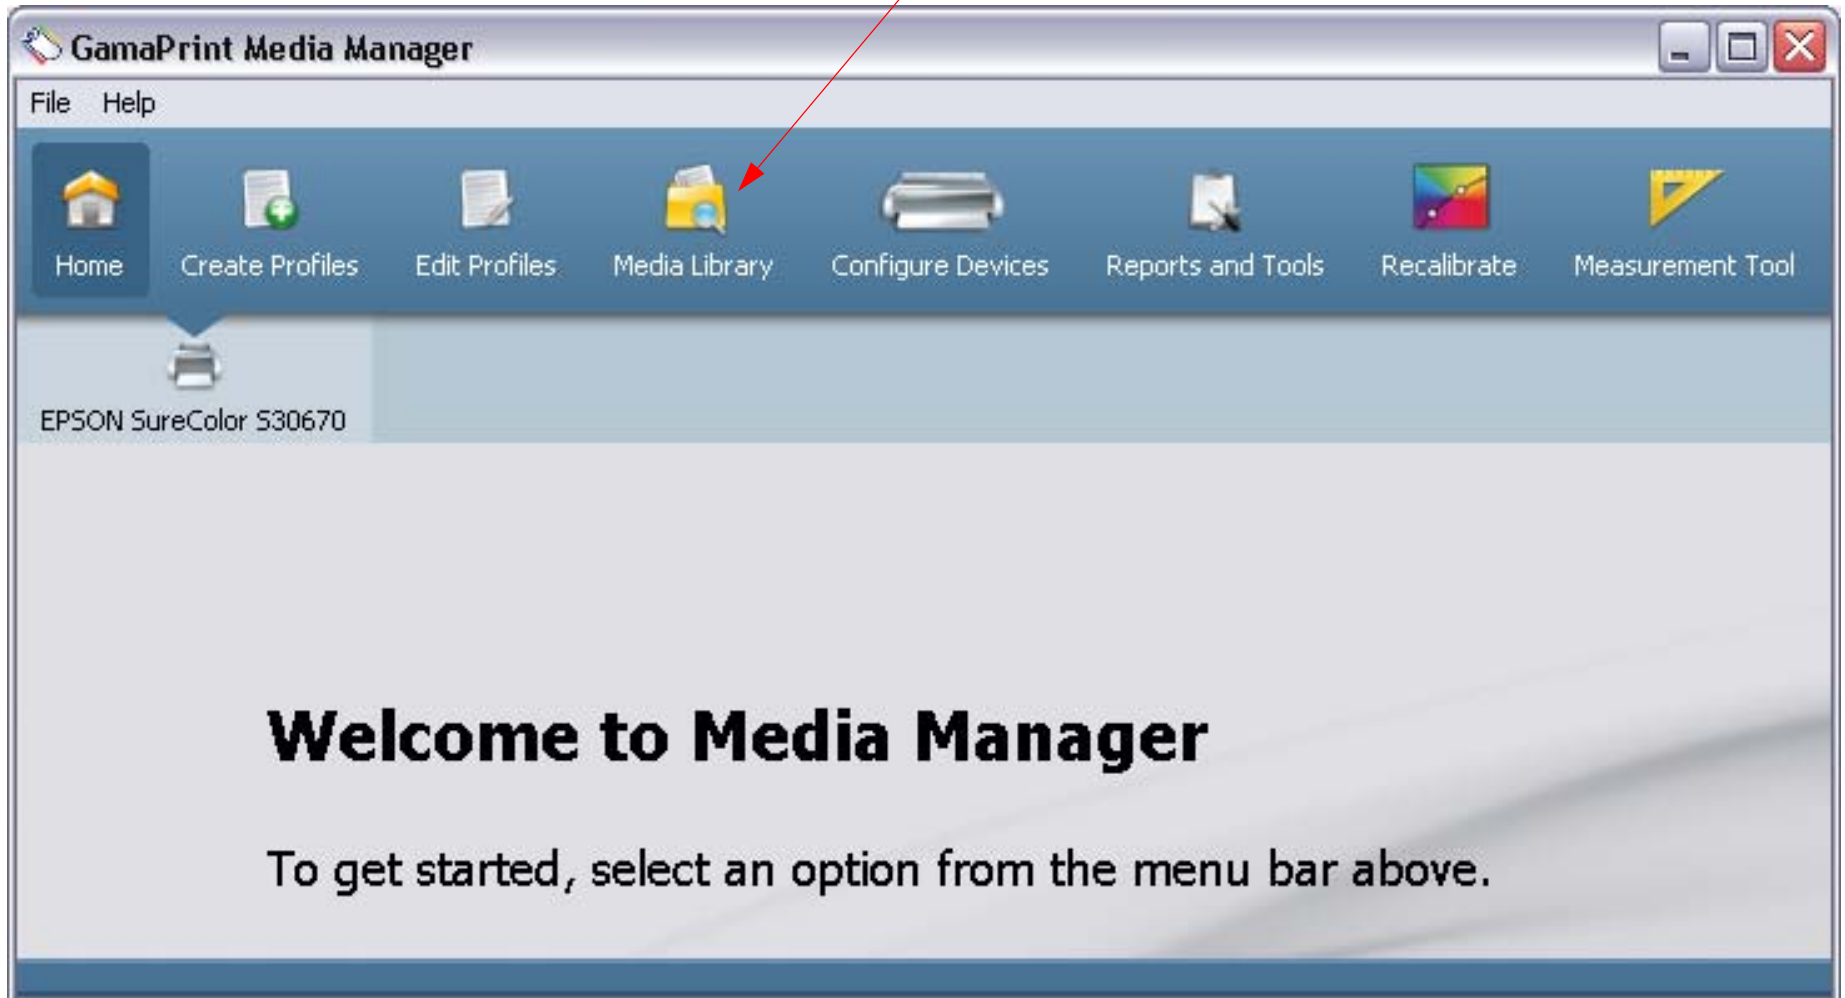 GamaPrint Media Manager
File Help
Home Create Profiles Edit Profiles Media Library Configure Devices Reports and Tools Recalibrate Measurement Tool
EPSON SureColor S30670
Welcome to Media Manager
To get started, select an option from the menu bar above.